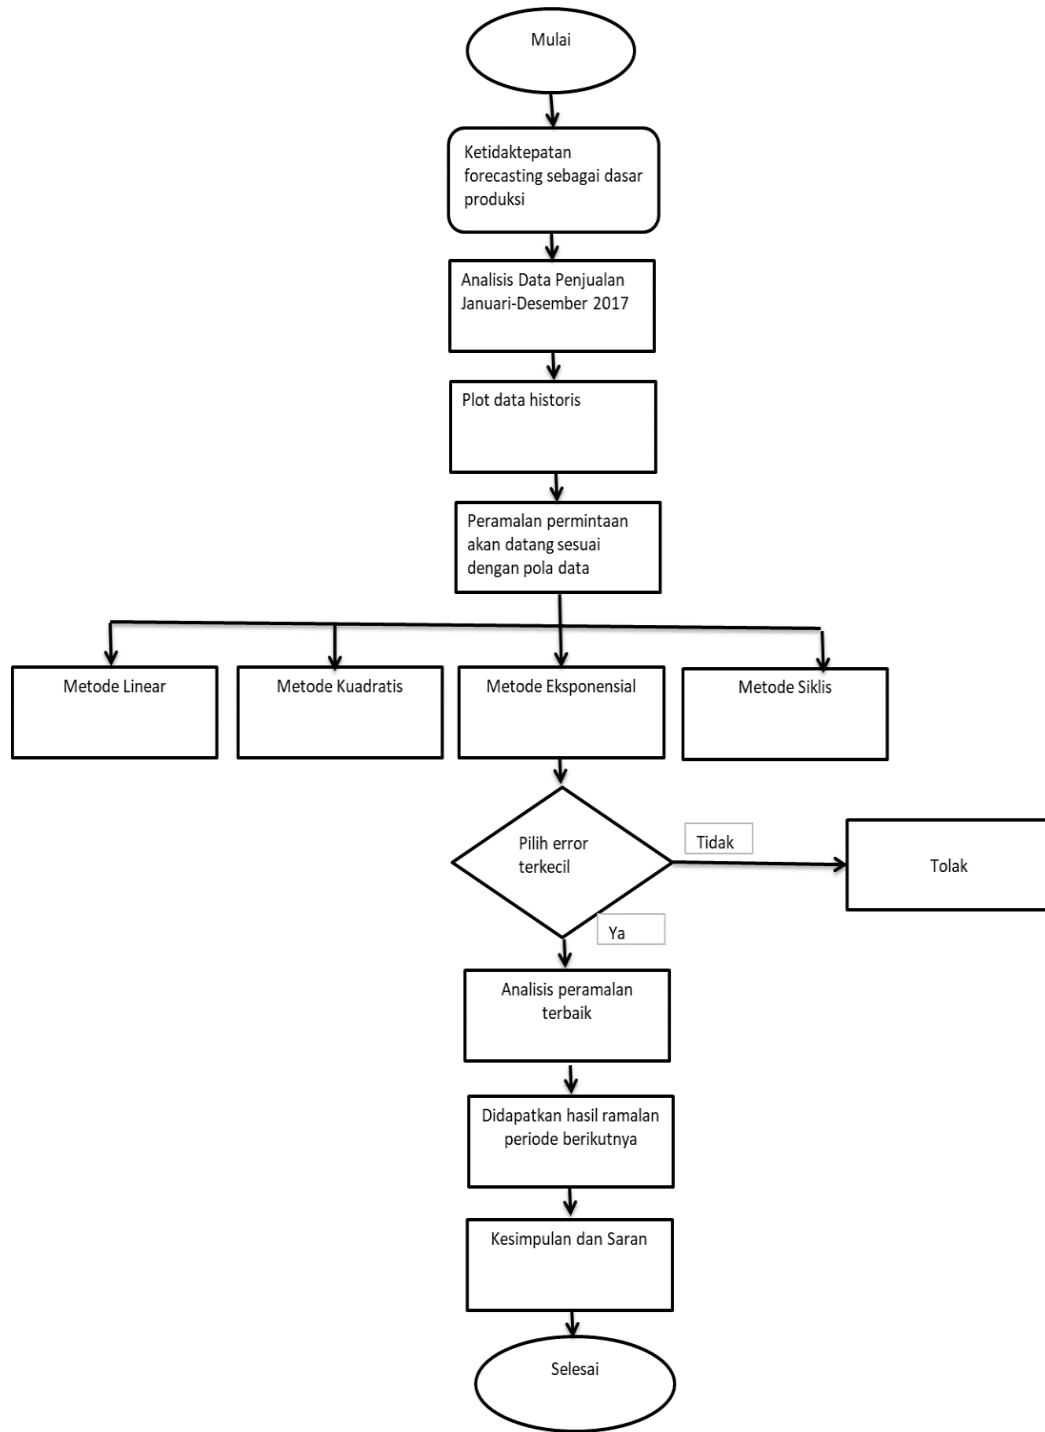 Mulai
Ketidaktepatan
forecasting sebagai dasar
produksi
Analisis Data Penjualan
Januari-Desember 2017
Plot data historis
Peramalan permintaan
akan datang sesuai
dengan pola data
Metode Linear
Metode Kuadratis
Metode Eksponensial
Metode Siklis
Pilih error
terkecil
Tidak
Tolak
Ya
Analisis peramalan
terbaik
Didapatkan hasil ramalan
periode berikutnya
Kesimpulan dan Saran
Selesai